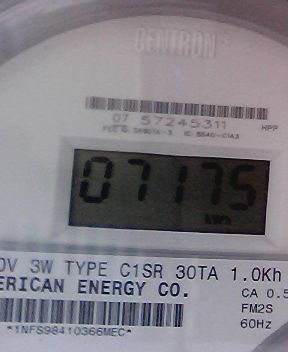 CENTRON
07 57245311
HPP
07175
kWh
0V 3W TYPE C1SR 30TA 1.0Kh
ERICAN ENERGY CO.
CA 0.5
FM2S
60Hz
*1NFS98410366MEC*